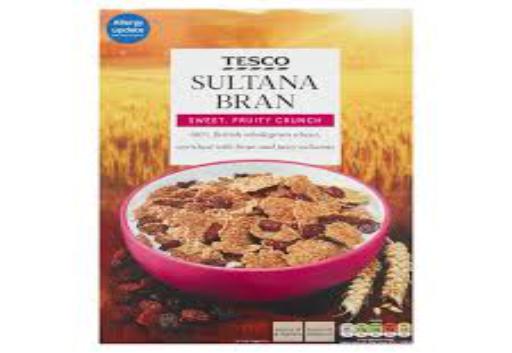 Allergy
update
TESCO
SULTANA
BRAN
SWEET, FRUITY CRUNCH
100% British wholegrain wheat,
enriched with bran and juicy sultanas